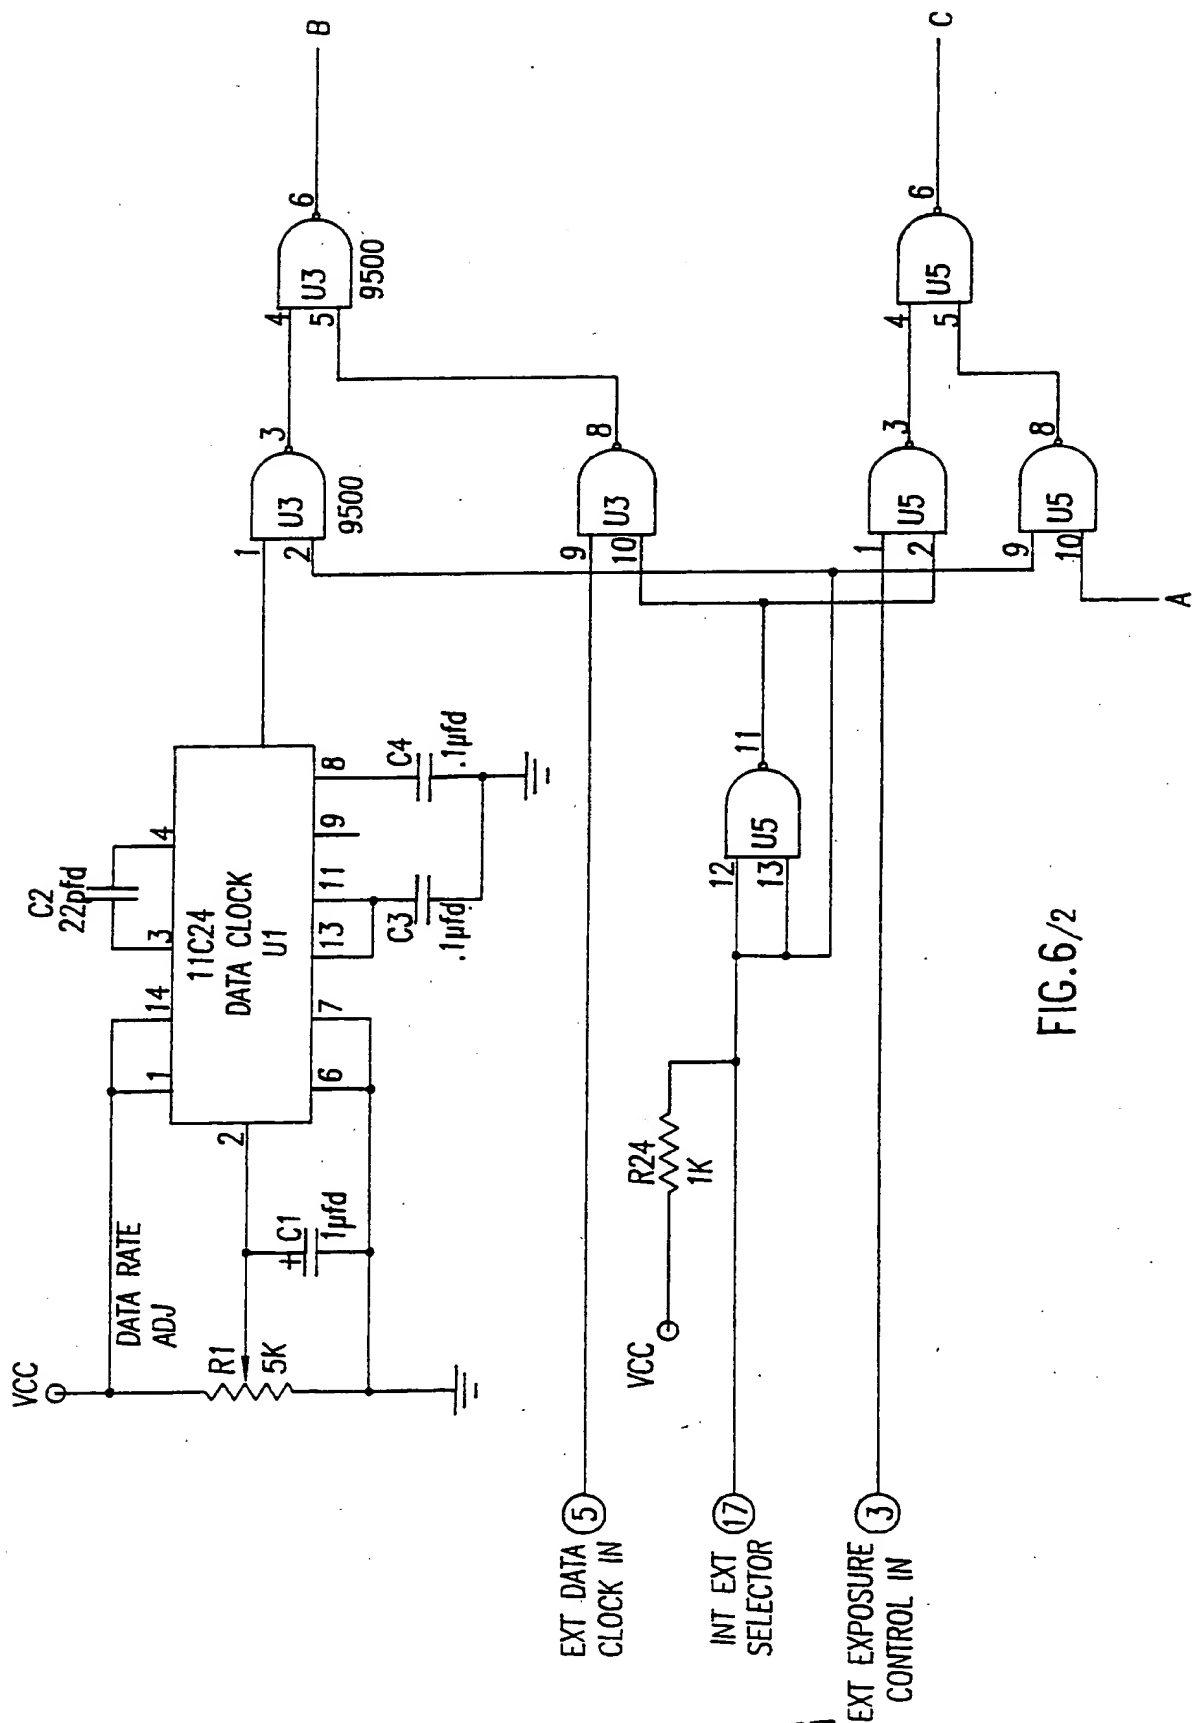 VCC
DATA RATE
ADJ
R1
5K
C1
+
1µfd
2
1
14
3
4
C2
22pfd
11C24
DATA CLOCK
U1
6
7
13
11
9
8
C3
.1µfd
C4
.1µfd
1
2
3
U3
9500
4
5
6
U3
9500
B
EXT DATA
CLOCK IN
5
9
10
8
U3
VCC
R24
1K
INT EXT
SELECTOR
17
12
13
11
U5
EXT EXPOSURE
CONTROL IN
3
1
2
3
U5
4
5
6
U5
C
9
10
8
U5
A
FIG.6/2